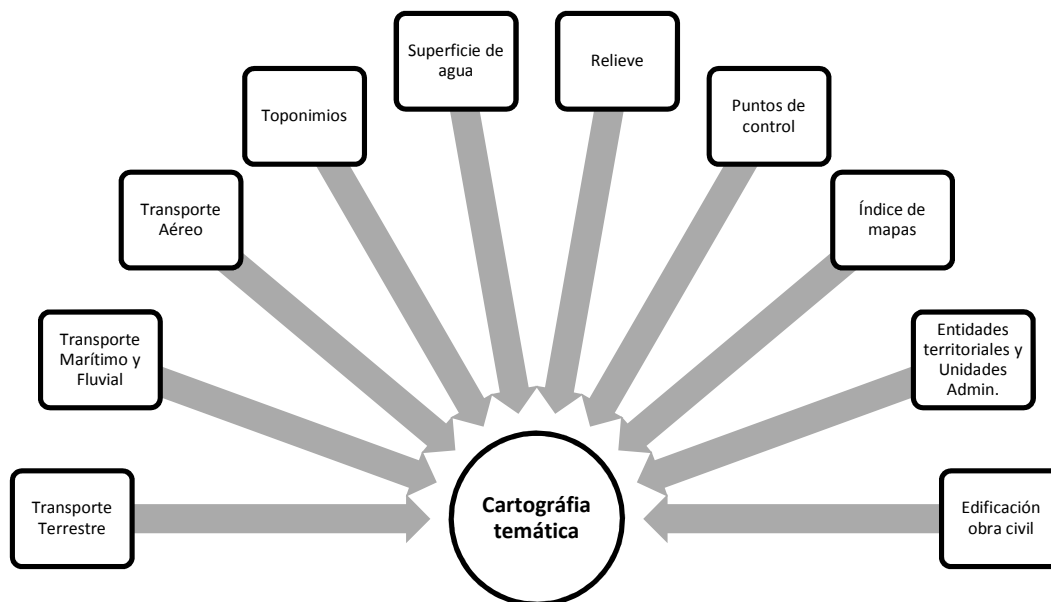 Superficie de
agua
Relieve
Toponimios
Puntos de
control
Transporte
Aéreo
Índice de
mapas
Transporte
Marítimo y
Fluvial
Entidades
territoriales y
Unidades
Admin.
Transporte
Terrestre
Cartográfia
temática
Edificación
obra civil